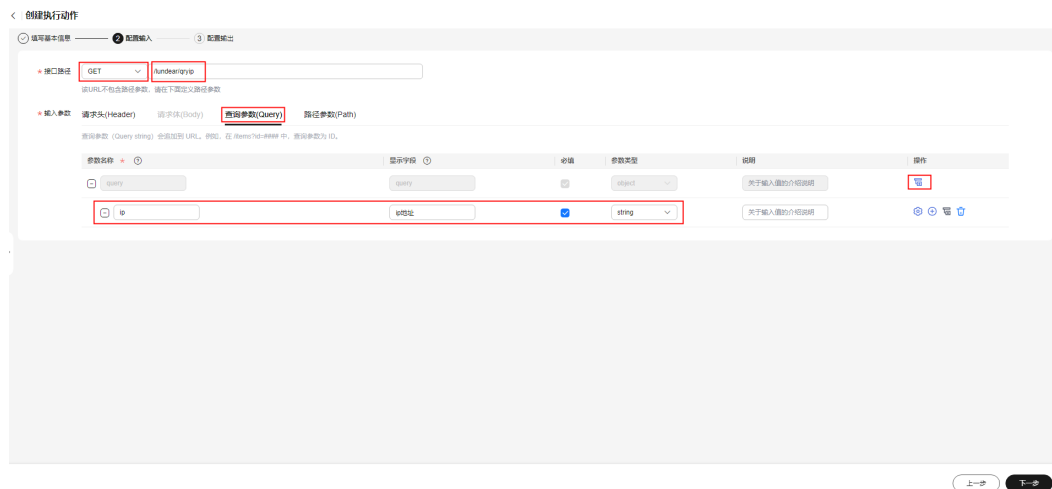 创建执行动作
填写基本信息 2 配置输入 3 配置输出
* 接口路径 GET /lundear/qryip
该URL不包含路径参数，请在下面定义路径参数
* 输入参数 请求头(Header) 请求体(Body) 查询参数(Query) 路径参数(Path)
查询参数（Query string）会追加到 URL。例如，在 /items?id=#### 中，查询参数为 ID。
参数名称 * 显示字段 必填 参数类型 说明 操作
query query object 关于输入值的介绍说明
ip ip地址 string 关于输入值的介绍说明
上一步 下一步